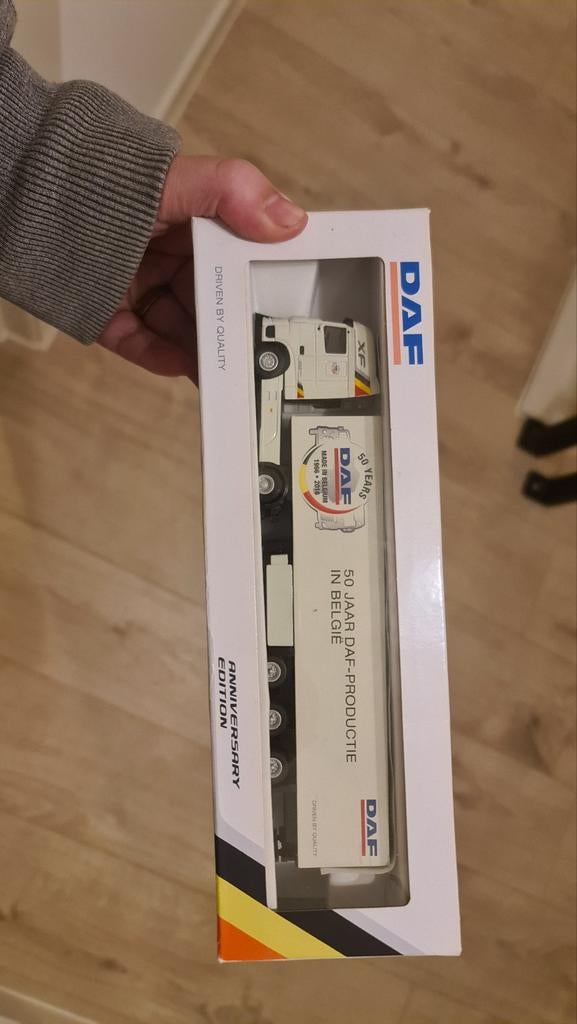 DAF
XF
50 YEARS
DAF
MADE IN BELGIUM
1966 • 2016
50 JAAR DAF-PRODUCTIE
IN BELGIË
DAF
DRIVEN BY QUALITY
DRIVEN BY QUALITY
ANNIVERSARY
EDITION